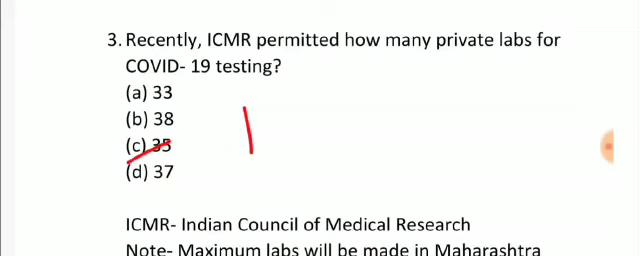 3. Recently, ICMR permitted how many private labs for
COVID- 19 testing?
(a) 33
(b) 38
(c) 35
(d) 37
ICMR- Indian Council of Medical Research
Note- Maximum labs will be made in Maharashtra